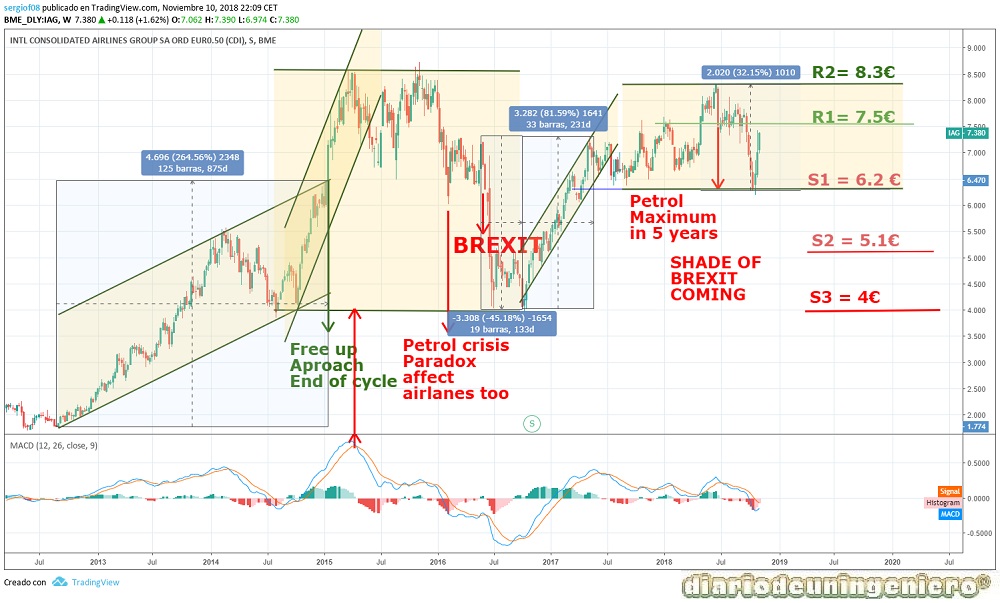 sergiof08 publicado en TradingView.com, Noviembre 10, 2018 22:09 CET
BME_DLY:IAG, W 7.380 ▲ +0.118 (+1.62%) O:7.062 H:7.390 L:6.974 C:7.380
INTL CONSOLIDATED AIRLINES GROUP SA ORD EUR0.50 (CDI), S, BME
9.000
8.500
8.000
7.500
IAG 7.380
7.000
6.470
6.000
5.500
5.000
4.500
4.000
3.500
3.000
2.500
2.000
1.774
2.020 (32.15%) 1010
R2= 8.3€
R1= 7.5€
S1 = 6.2 €
S2 = 5.1€
S3 = 4€
3.282 (81.59%) 1641
33 barras, 231d
4.696 (264.56%) 2348
125 barras, 875d
-3.308 (-45.18%) -1654
19 barras, 133d
BREXIT
Petrol
Maximum
in 5 years
SHADE OF
BREXIT
COMING
Free up
Aproach
End of cycle
Petrol crisis
Paradox
affect
airlanes too
S
MACD (12, 26, close, 9)
0.5000
Signal
0.0000
Histogram
MACD
-0.5000
Jul 2013 Jul 2014 Jul 2015 Jul 2016 Jul 2017 Jul 2018 Jul 2019 Jul 2020 Jul
Creado con TradingView
diariodeuningeniero®